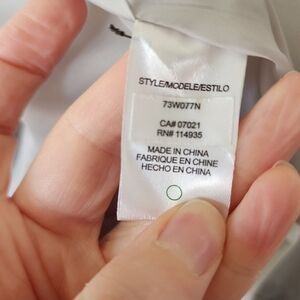 STYLE/MODELE/ESTILO
73W077N
CA# 07021
RN# 114935
MADE IN CHINA
FABRIQUE EN CHINE
HECHO EN CHINA